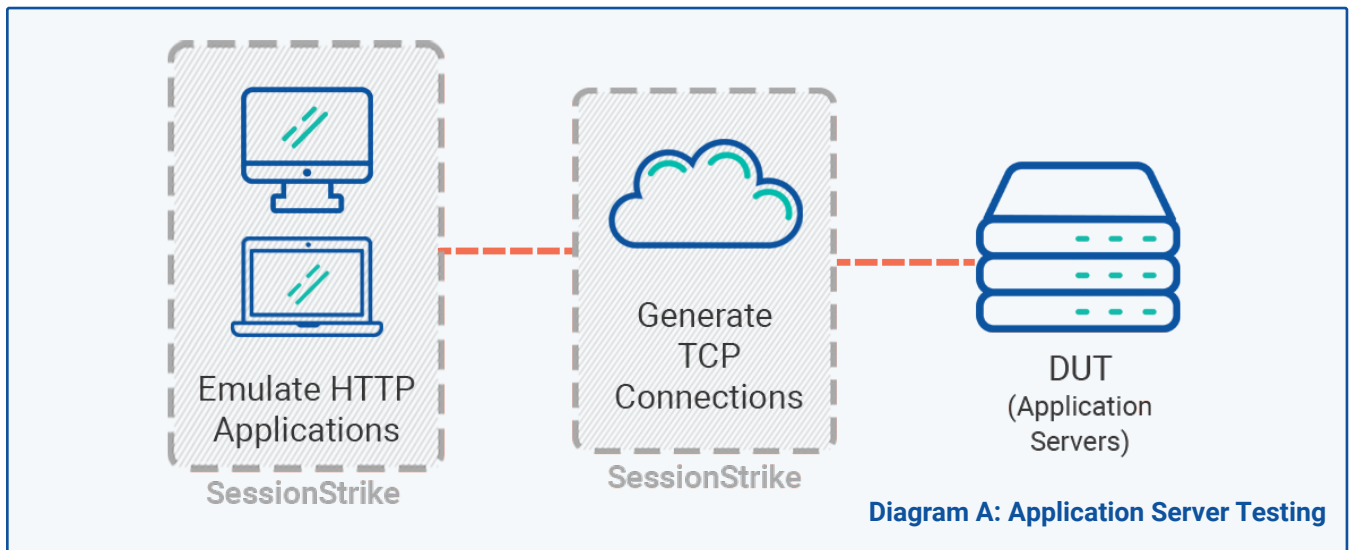 Emulate HTTP
Applications
SessionStrike
Generate
TCP
Connections
SessionStrike
DUT
(Application
Servers)
Diagram A: Application Server Testing